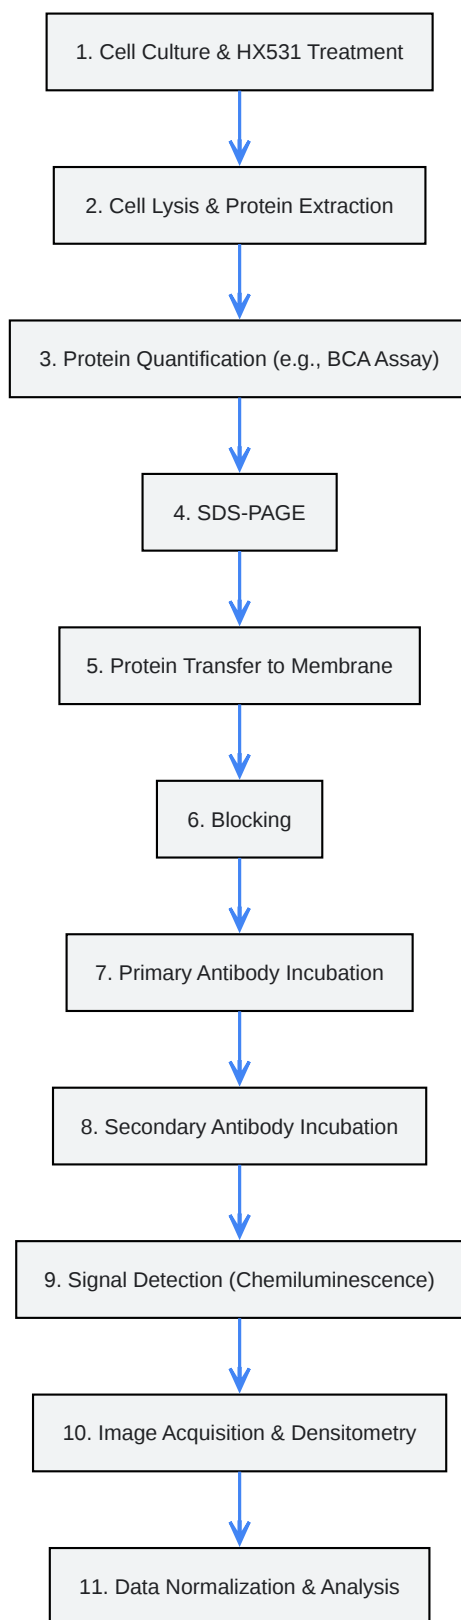 1. Cell Culture & HX531 Treatment
2. Cell Lysis & Protein Extraction
3. Protein Quantification (e.g., BCA Assay)
4. SDS-PAGE
5. Protein Transfer to Membrane
6. Blocking
7. Primary Antibody Incubation
8. Secondary Antibody Incubation
9. Signal Detection (Chemiluminescence)
10. Image Acquisition & Densitometry
11. Data Normalization & Analysis